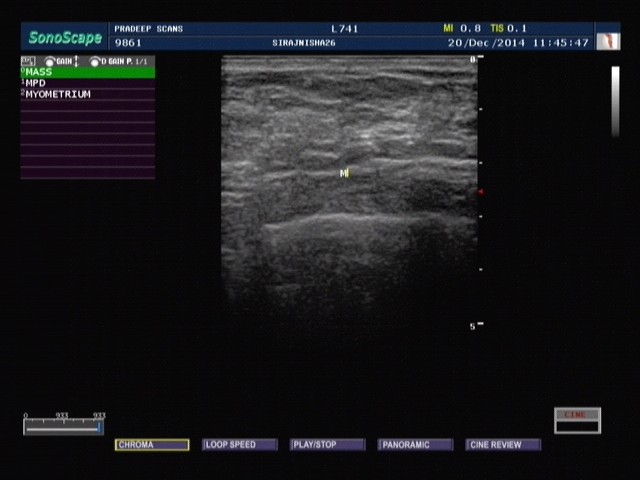 SonoScape
PRADEEP SCANS
L741
MI 0.8 TIS 0.1
9861
SIRAJNISHA26
20/Dec /2014 11:45:47
GAIN
D GAIN P. 1/1
MASS
MPD
MYOMETRIUM
0
M
5
0 933 933
CINE
CHROMA
LOOP SPEED
PLAY/STOP
PANORAMIC
CINE REVIEW